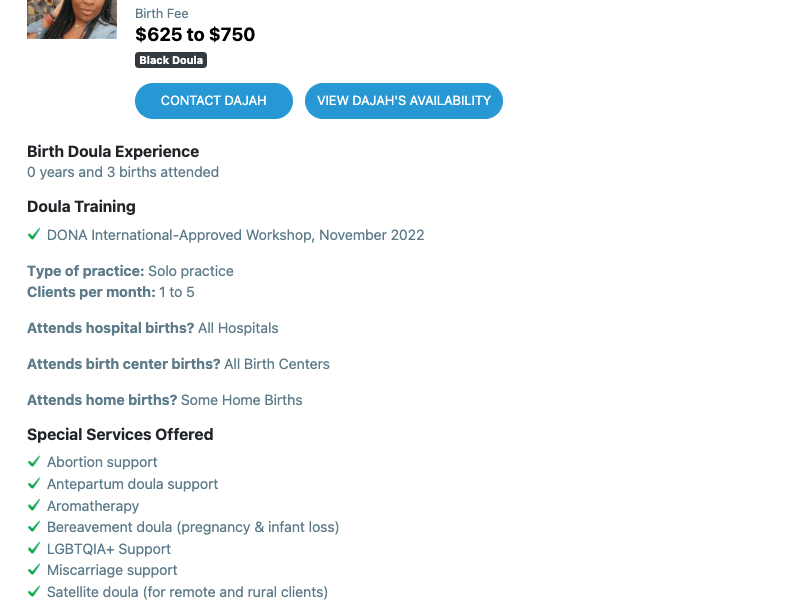 Birth Fee
$625 to $750
Black Doula
CONTACT DAJAH
VIEW DAJAH'S AVAILABILITY
Birth Doula Experience
0 years and 3 births attended
Doula Training
DONA International-Approved Workshop, November 2022
Type of practice: Solo practice
Clients per month: 1 to 5
Attends hospital births? All Hospitals
Attends birth center births? All Birth Centers
Attends home births? Some Home Births
Special Services Offered
Abortion support
Antepartum doula support
Aromatherapy
Bereavement doula (pregnancy & infant loss)
LGBTQIA+ Support
Miscarriage support
Satellite doula (for remote and rural clients)